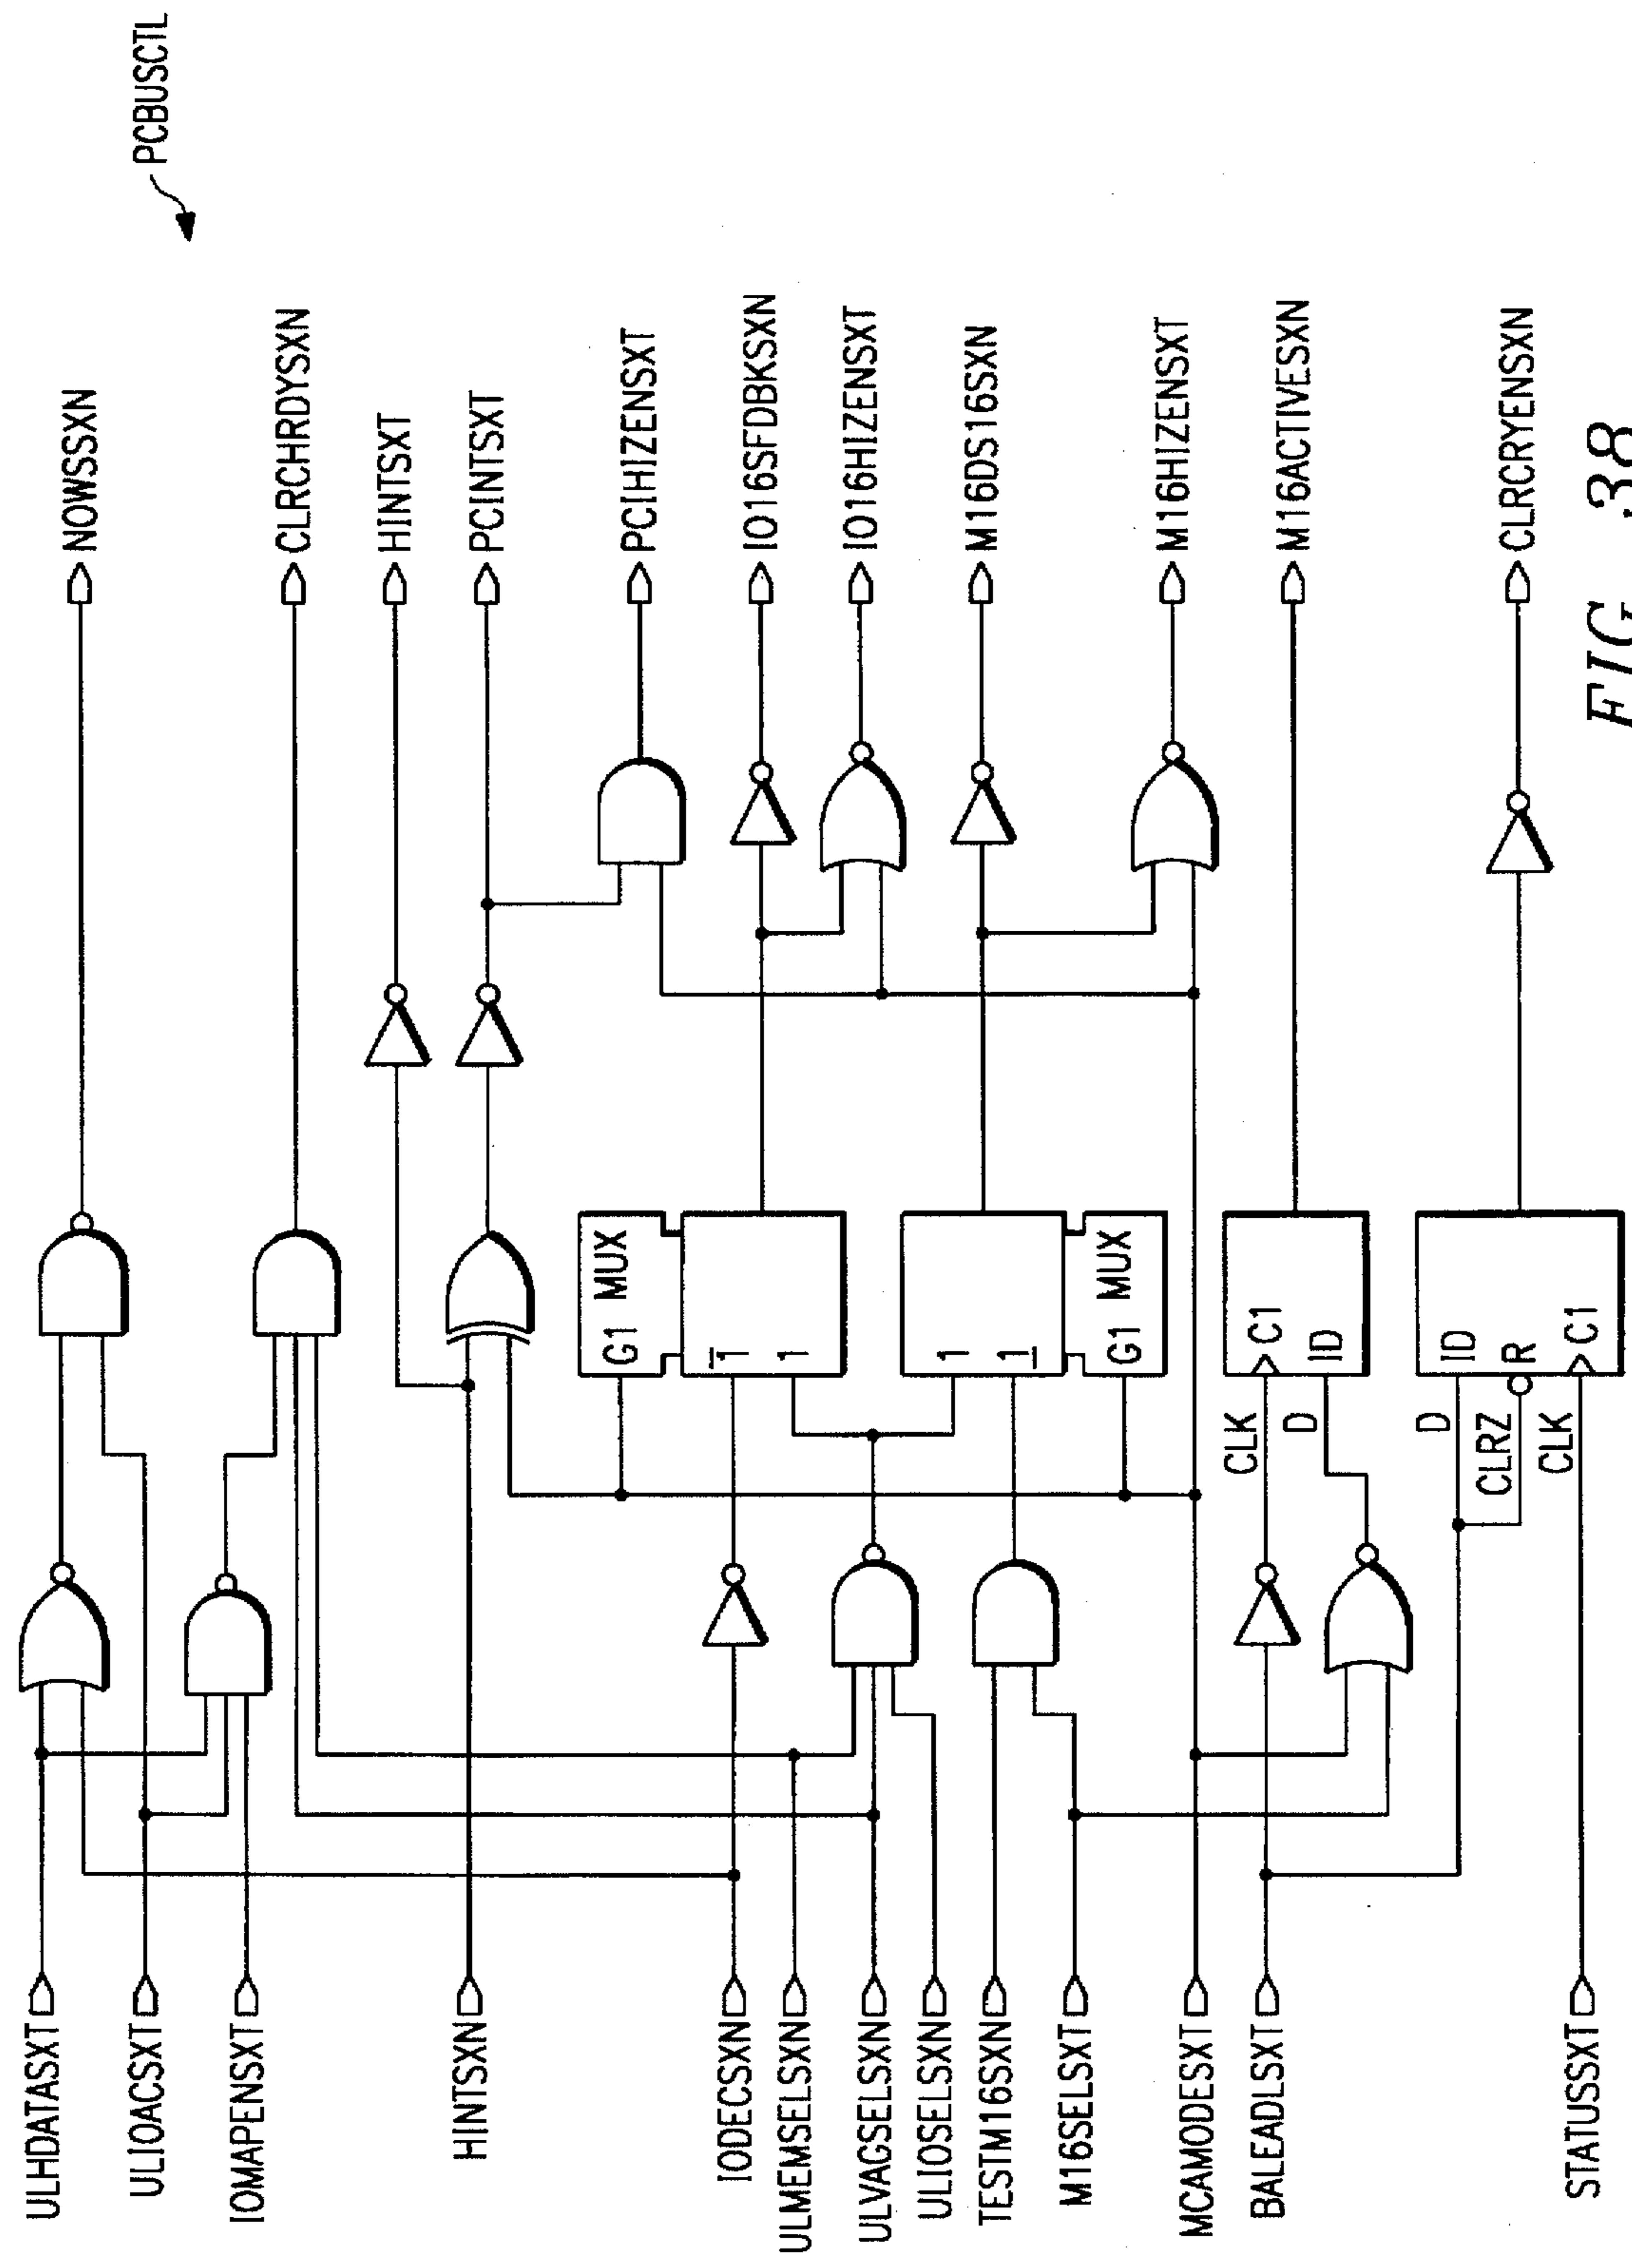 PCBUSCTL
ULHDATASXT
ULIOACSXT
IOMAPENSXT
HINTSXN
IODECSXN
ULMEMSELSXN
ULVAGSELSXN
ULIOSELSXN
TESTM16SXN
M16SELSXT
MCAMODESXT
BALEADLSXT
STATUSSXT
G1 MUX
1
1
1
1
G1 MUX
CLK
C1
D
ID
D
ID
CLRZ
R
CLK
C1
NOWSSXN
CLRCHRDYSXN
HINTSXT
PCINTSXT
PCIHIZENSXT
IO16SFDBKSXN
IO16HIZENSXT
M16DS16SXN
M16HIZENSXT
M16ACTIVESXN
CLRCRYENSXN
FIG. 38